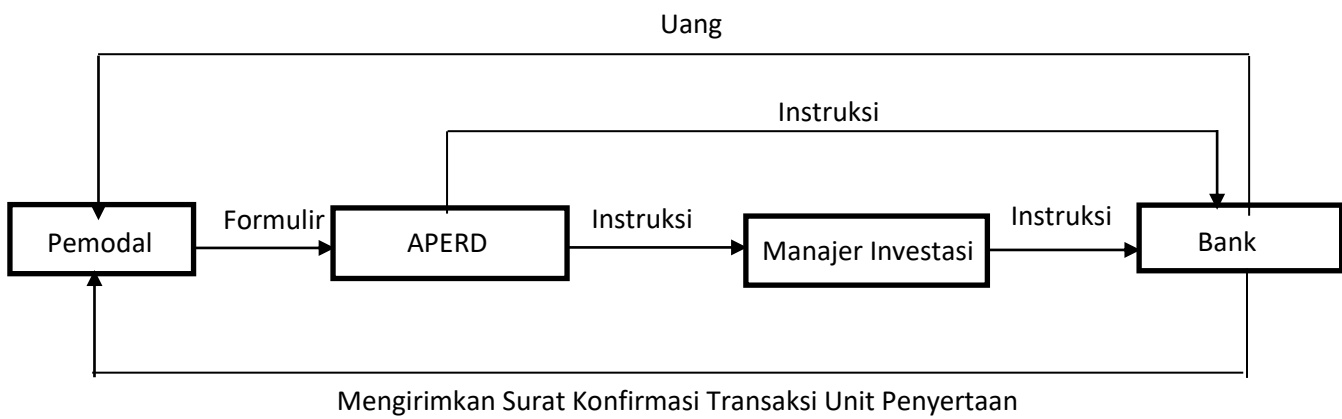 Uang
Instruksi
Pemodal
Formulir
APERD
Instruksi
Manajer Investasi
Instruksi
Bank
Mengirimkan Surat Konfirmasi Transaksi Unit Penyertaan